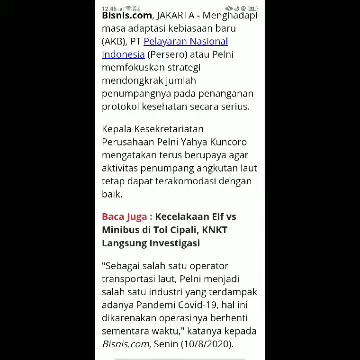 12.46
Bisnis.com, JAKARTA - Menghadapi
masa adaptasi kebiasaan baru
(AKB), PT Pelayaran Nasional
Indonesia (Persero) atau Pelni
memfokuskan strategi
mendongkrak jumlah
penumpangnya pada penanganan
protokol kesehatan secara serius.
Kepala Kesekretariatan
Perusahaan Pelni Yahya Kuncoro
mengatakan terus berupaya agar
aktivitas penumpang angkutan laut
tetap dapat terakomodasi dengan
baik.
Baca Juga : Kecelakaan Elf vs
Minibus di Tol Cipali, KNKT
Langsung Investigasi
"Sebagai salah satu operator
transportasi laut, Pelni menjadi
salah satu industri yang terdampak
adanya Pandemi Covid-19, hal ini
dikarenakan operasinya berhenti
sementara waktu," katanya kepada
Bisnis.com, Senin (10/8/2020).